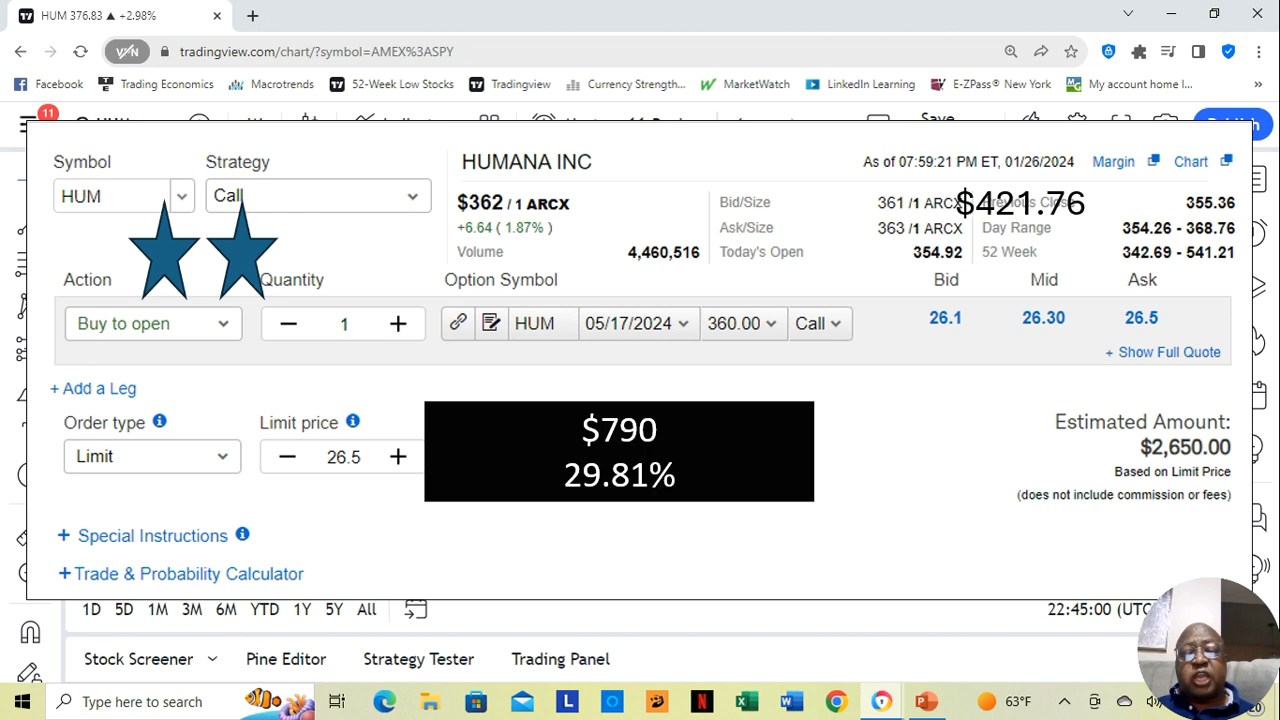 HUM 376.83 ▲ +2.98%
tradingview.com/chart/?symbol=AMEX%3ASPY
Facebook Trading Economics Macrotrends 52-Week Low Stocks Tradingview Currency Strength... MarketWatch LinkedIn Learning E-ZPass® New York My account home l... »
11
Save
Symbol Strategy HUMANA INC As of 07:59:21 PM ET, 01/26/2024 Margin Chart
HUM Call $362 / 1 ARCX Bid/Size 361 /1 ARCX $421.76 Previous Close 355.36
+6.64 ( 1.87% ) Ask/Size 363 /1 ARCX Day Range 354.26 - 368.76
Volume 4,460,516 Today's Open 354.92 52 Week 342.69 - 541.21
Action Quantity Option Symbol Bid Mid Ask
Buy to open − 1 + HUM 05/17/2024 360.00 Call 26.1 26.30 26.5
+ Show Full Quote
+ Add a Leg
Order type Limit price $790 Estimated Amount:
Limit − 26.5 + 29.81% $2,650.00
Based on Limit Price
(does not include commission or fees)
+ Special Instructions
+ Trade & Probability Calculator
1D 5D 1M 3M 6M YTD 1Y 5Y All 22:45:00 (UTC
Stock Screener Pine Editor Strategy Tester Trading Panel
Type here to search 63°F